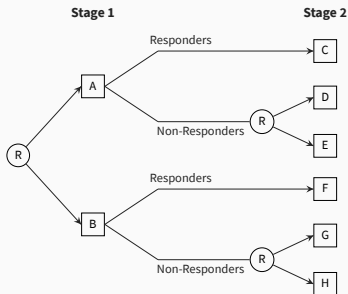 Stage 1
Stage 2
Responders
C
A
D
Non-Responders
R
E
R
Responders
F
B
G
Non-Responders
R
H